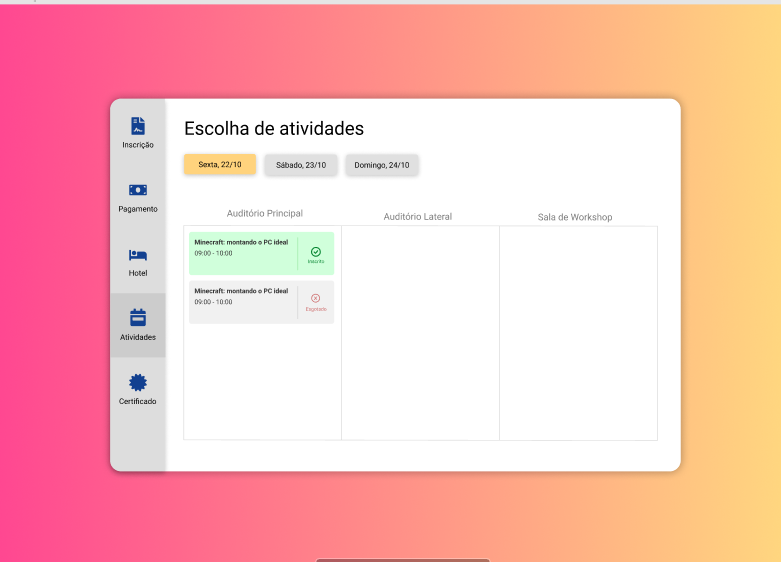 Inscrição
Pagamento
Hotel
Atividades
Certificado
Escolha de atividades
Sexta, 22/10
Sábado, 23/10
Domingo, 24/10
Auditório Principal
Auditório Lateral
Sala de Workshop
Minecraft: montando o PC ideal
09:00 - 10:00
Inscrito
Minecraft: montando o PC ideal
09:00 - 10:00
Esgotado